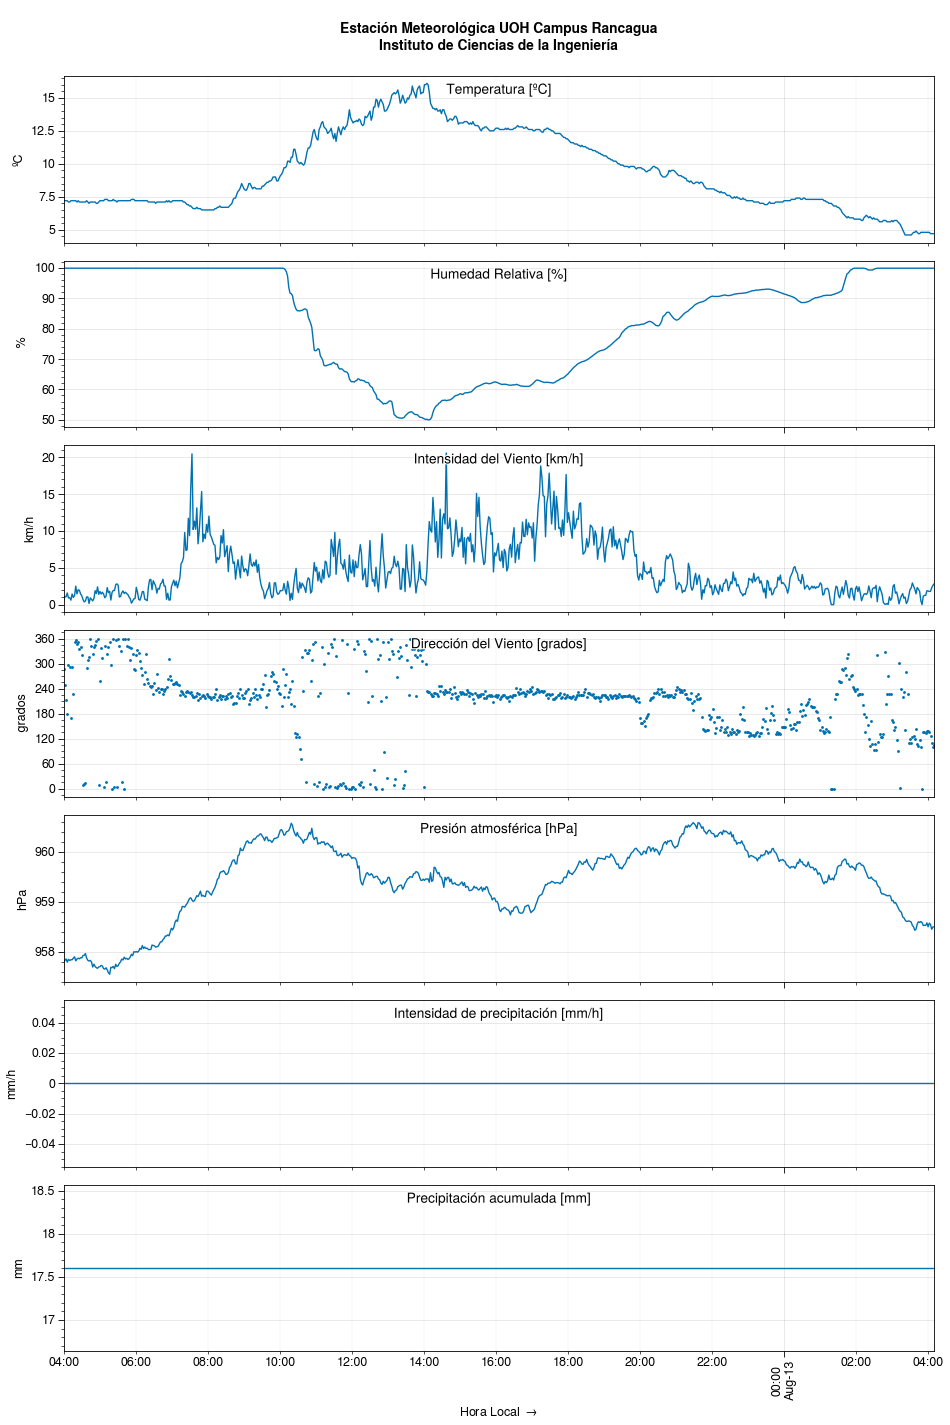 Estación Meteorológica UOH Campus Rancagua
Instituto de Ciencias de la Ingeniería
Temperatura [ºC]
ºC
15
12.5
10
7.5
5
Humedad Relativa [%]
%
100
90
80
70
60
50
Intensidad del Viento [km/h]
km/h
20
15
10
5
0
Dirección del Viento [grados]
grados
360
300
240
180
120
60
0
Presión atmosférica [hPa]
hPa
960
959
958
Intensidad de precipitación [mm/h]
mm/h
0.04
0.02
0
−0.02
−0.04
Precipitación acumulada [mm]
mm
18.5
18
17.5
17
04:00 06:00 08:00 10:00 12:00 14:00 16:00 18:00 20:00 22:00 00:00 02:00 04:00
Aug-13
Hora Local →